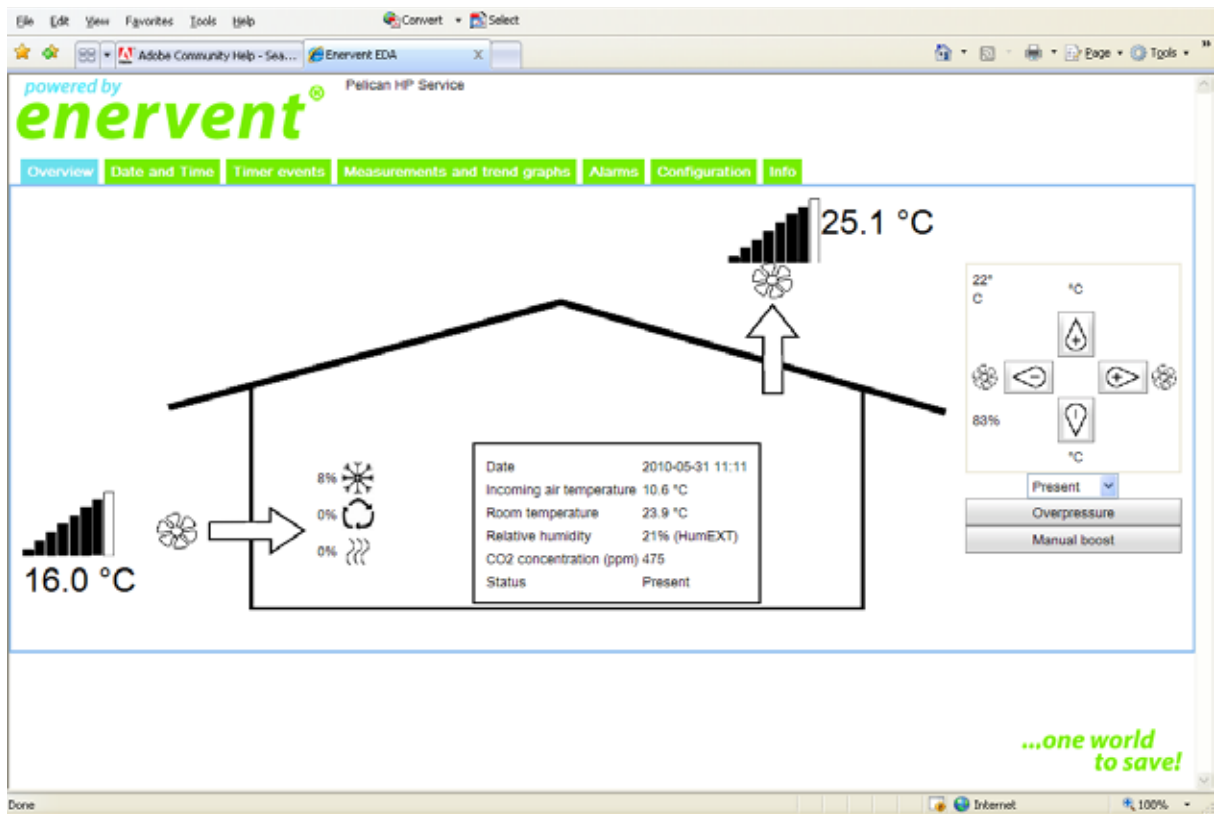 File Edit View Favorites Tools Help Convert Select
Adobe Community Help - Sea... Enervent EDA X Page Tools
powered by
enervent®
Pelican HP Service
Overview Date and Time Timer events Measurements and trend graphs Alarms Configuration Info
25.1 °C
22°
C
°C
83%
°C
Present
Overpressure
Manual boost
8%
0%
0%
16.0 °C
Date 2010-05-31 11:11
Incoming air temperature 10.6 °C
Room temperature 23.9 °C
Relative humidity 21% (HumEXT)
CO2 concentration (ppm) 475
Status Present
...one world
to save!
Done Internet 100%